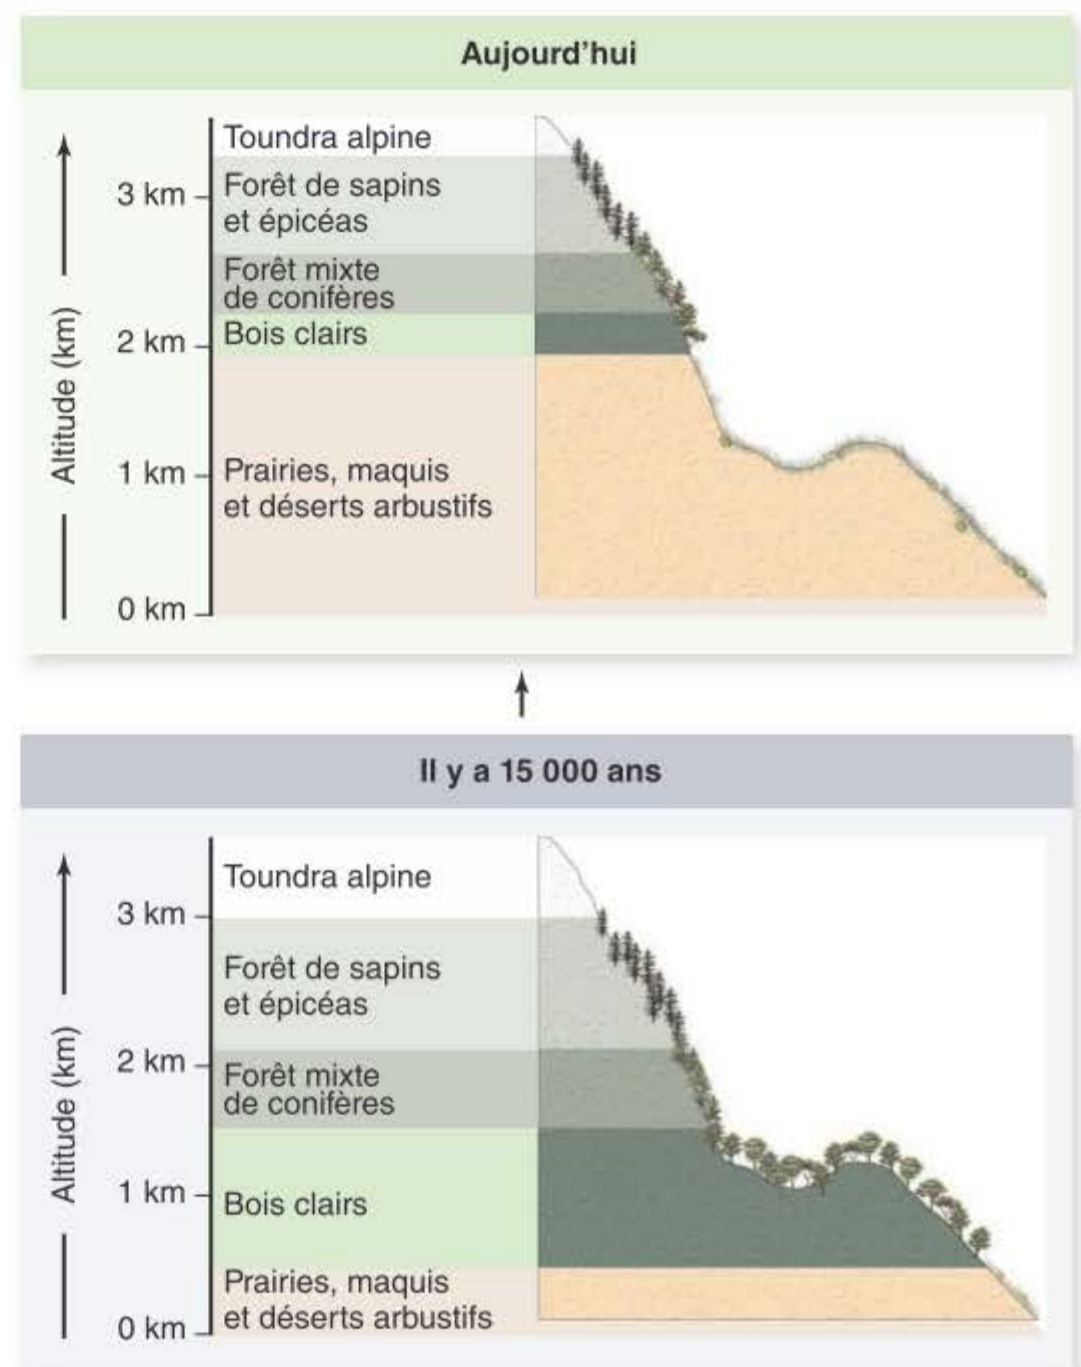 Aujourd'hui
Altitude (km)
3 km
2 km
1 km
0 km
Toundra alpine
Forêt de sapins
et épicéas
Forêt mixte
de conifères
Bois clairs
Prairies, maquis
et déserts arbustifs
Il y a 15 000 ans
Altitude (km)
3 km
2 km
1 km
0 km
Toundra alpine
Forêt de sapins
et épicéas
Forêt mixte
de conifères
Bois clairs
Prairies, maquis
et déserts arbustifs